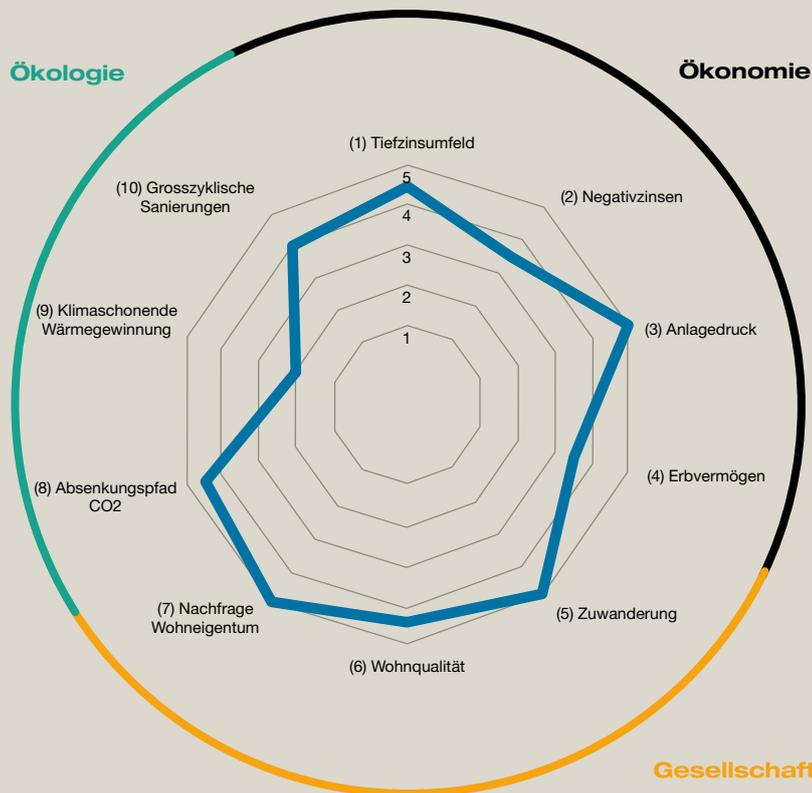 Ökologie
Ökonomie
(1) Tiefzinsumfeld
(10) Grosszyklische
Sanierungen
(2) Negativzinsen
5
4
3
2
1
(9) Klimaschonende
Wärmegewinnung
(3) Anlagedruck
(8) Absenkungspfad
CO2
(4) Erbvermögen
(7) Nachfrage
Wohneigentum
(5) Zuwanderung
(6) Wohnqualität
Gesellschaft